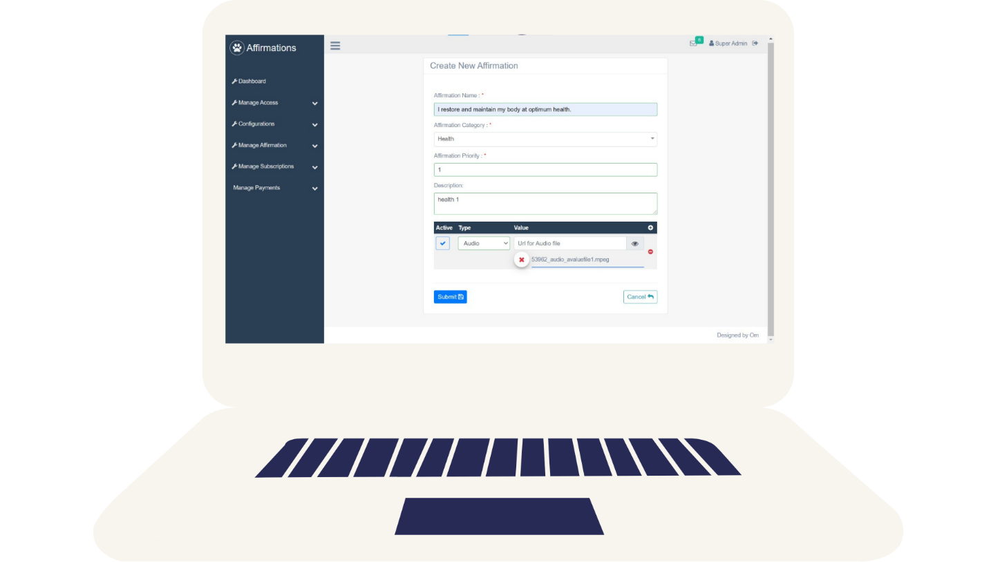 Affirmations
8
Super Admin
Dashboard
Manage Access
Configurations
Manage Affirmation
Manage Subscriptions
Manage Payments
Create New Affirmation
Affirmation Name : *
I restore and maintain my body at optimum health.
Affirmation Category : *
Health
Affirmation Priority : *
1
Description:
health 1
Active Type Value
Audio Url for Audio file
53962_audio_avaluefile1.mpeg
Submit Cancel
Designed by Om